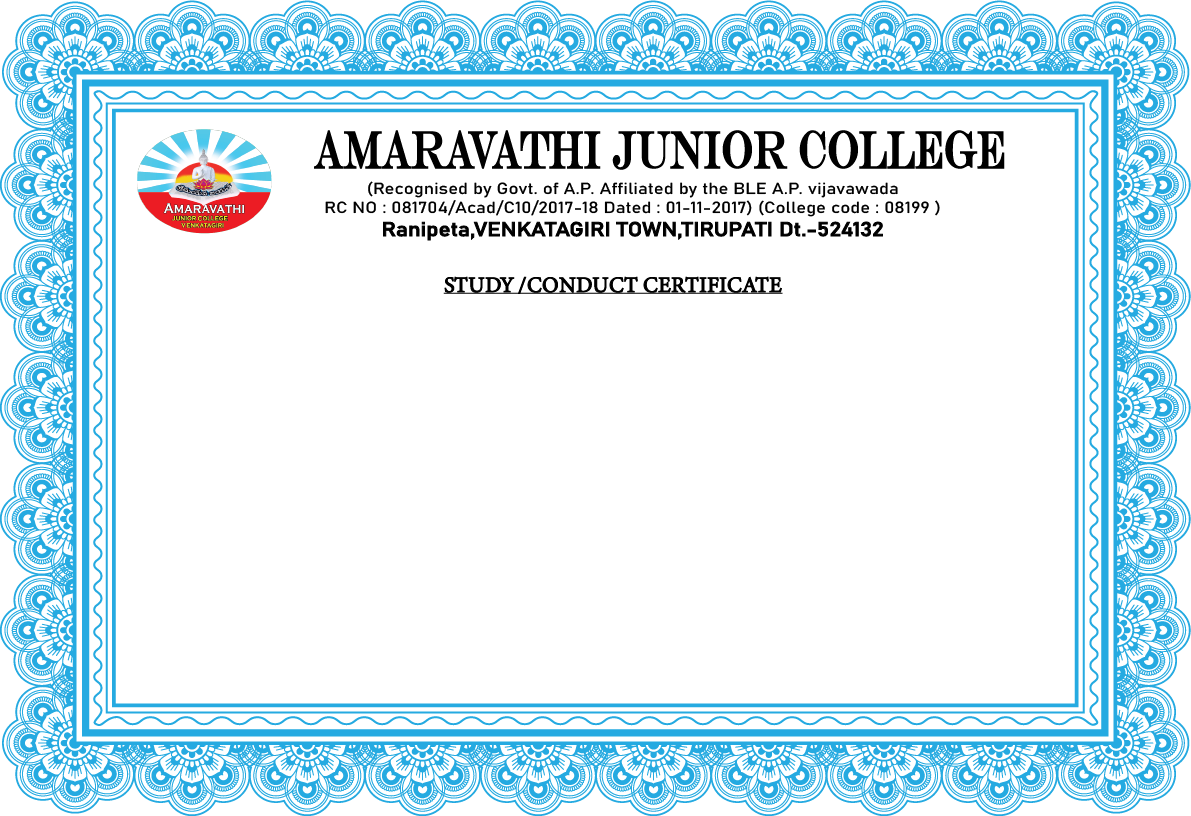 AMARAVATHI JUNIOR COLLEGE
(Recognised by Govt. of A.P. Affiliated by the BLE A.P. vijavawada
RC NO : 081704/Acad/C10/2017-18 Dated : 01-11-2017) (College code : 08199 )
Ranipeta,VENKATAGIRI TOWN,TIRUPATI Dt.-524132
AMARAVATHI
JUNIOR COLLEGE
VENKATAGIRI
STUDY /CONDUCT CERTIFICATE